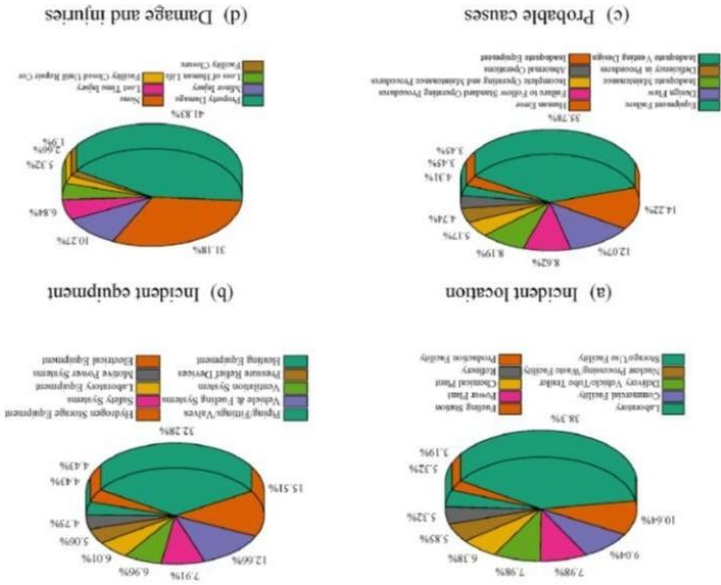 3.19%
5.32%
5.32%
5.85%
6.38%
7.98%
7.98%
9.04%
10.64%
38.3%
Laboratory Fueling Station
Commercial Facility Power Plant
Delivery Vehicle/Tube Trailer Chemical Plant
Nuclear Processing/Waste Facility Refinery
Storage/Use Facility Production Facility
(a) Incident location
4.43%
4.43%
4.75%
5.06%
6.01%
6.96%
7.91%
12.66%
15.51%
32.28%
Piping/Fittings/Valves Hydrogen Storage Equipment
Vehicle & Fueling Systems Safety Systems
Ventilation System Laboratory Equipment
Pressure Relief Devices Motive Power Systems
Heating Equipment Electrical Equipment
(b) Incident equipment
3.45%
3.45%
4.31%
4.74%
5.17%
8.19%
8.62%
12.07%
14.22%
35.78%
Equipment Failure Human Error
Design Flaw Failure to Follow Standard Operating Procedures
Inadequate Maintenance Incomplete Operating and Maintenance Procedures
Deficiency in Procedures Abnormal Operations
Inadequate Venting Design Inadequate Equipment
(c) Probable causes
1.9%
2.66%
5.32%
6.84%
10.27%
31.18%
41.83%
Property Damage None
Minor Injury Lost Time Injury
Loss of Human Life Facility Closed Until Repair Cor
Facility Closure
(d) Damage and injuries